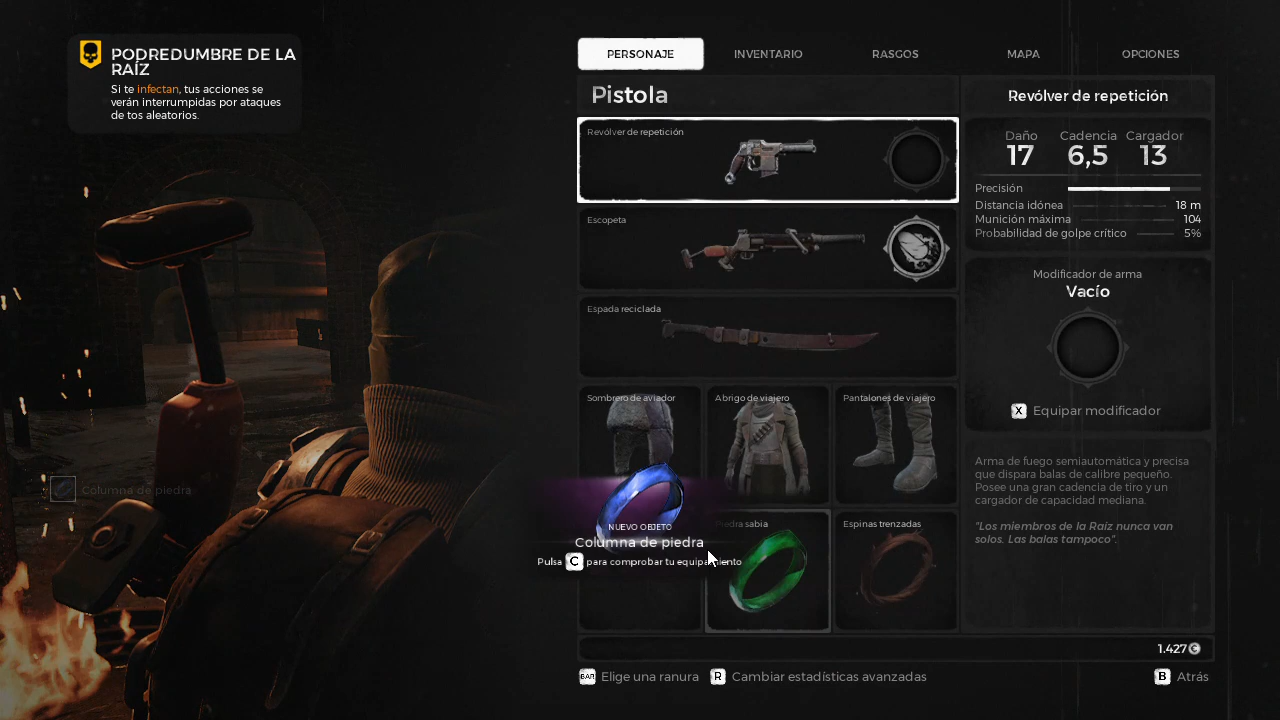 PODREDUMBRE DE LA
RAÍZ
Si te infectan, tus acciones se
verán interrumpidas por ataques
de tos aleatorios.
PERSONAJE
INVENTARIO
RASGOS
MAPA
OPCIONES
Pistola
Revólver de repetición
Escopeta
Espada reciclada
Sombrero de aviador
Abrigo de viajero
Pantalones de viajero
Piedra sabia
Espinas trenzadas
NUEVO OBJETO
Columna de piedra
Pulsa C para comprobar tu equipamiento
Columna de piedra
Revólver de repetición
Daño
Cadencia
Cargador
17
6,5
13
Precisión
Distancia idónea 18 m
Munición máxima 104
Probabilidad de golpe crítico 5%
Modificador de arma
Vacío
X Equipar modificador
Arma de fuego semiautomática y precisa
que dispara balas de calibre pequeño.
Posee una gran cadencia de tiro y un
cargador de capacidad mediana.
"Los miembros de la Raíz nunca van
solos. Las balas tampoco".
1.427
BAR Elige una ranura
R Cambiar estadísticas avanzadas
B Atrás